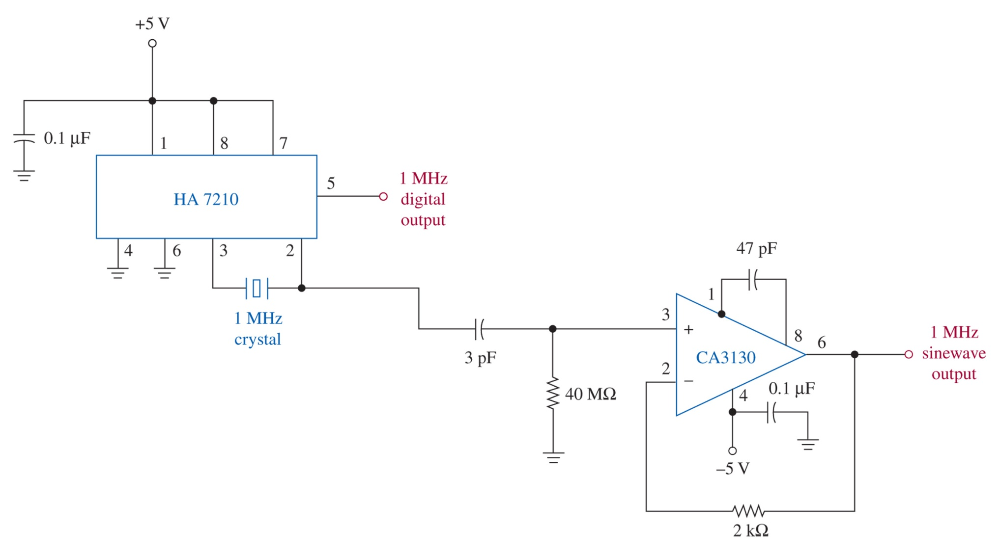 +5 V
0.1 µF
1
8
7
HA 7210
5
1 MHz
digital
output
4
6
3
2
1 MHz
crystal
3 pF
40 MΩ
47 pF
1
3
+
8
6
CA3130
2
−
4
0.1 µF
–5 V
2 kΩ
1 MHz
sinewave
output